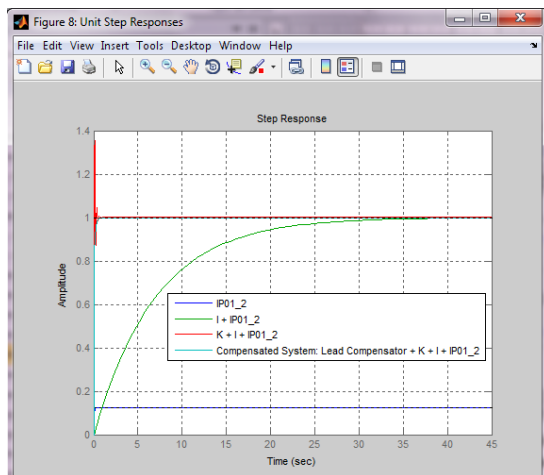 Figure 8: Unit Step Responses
File Edit View Insert Tools Desktop Window Help
Step Response
1.4
1.2
1
0.8
0.6
0.4
0.2
0
Amplitude
IP01_2
I + IP01_2
K + I + IP01_2
Compensated System: Lead Compensator + K + I + IP01_2
0 5 10 15 20 25 30 35 40 45
Time (sec)